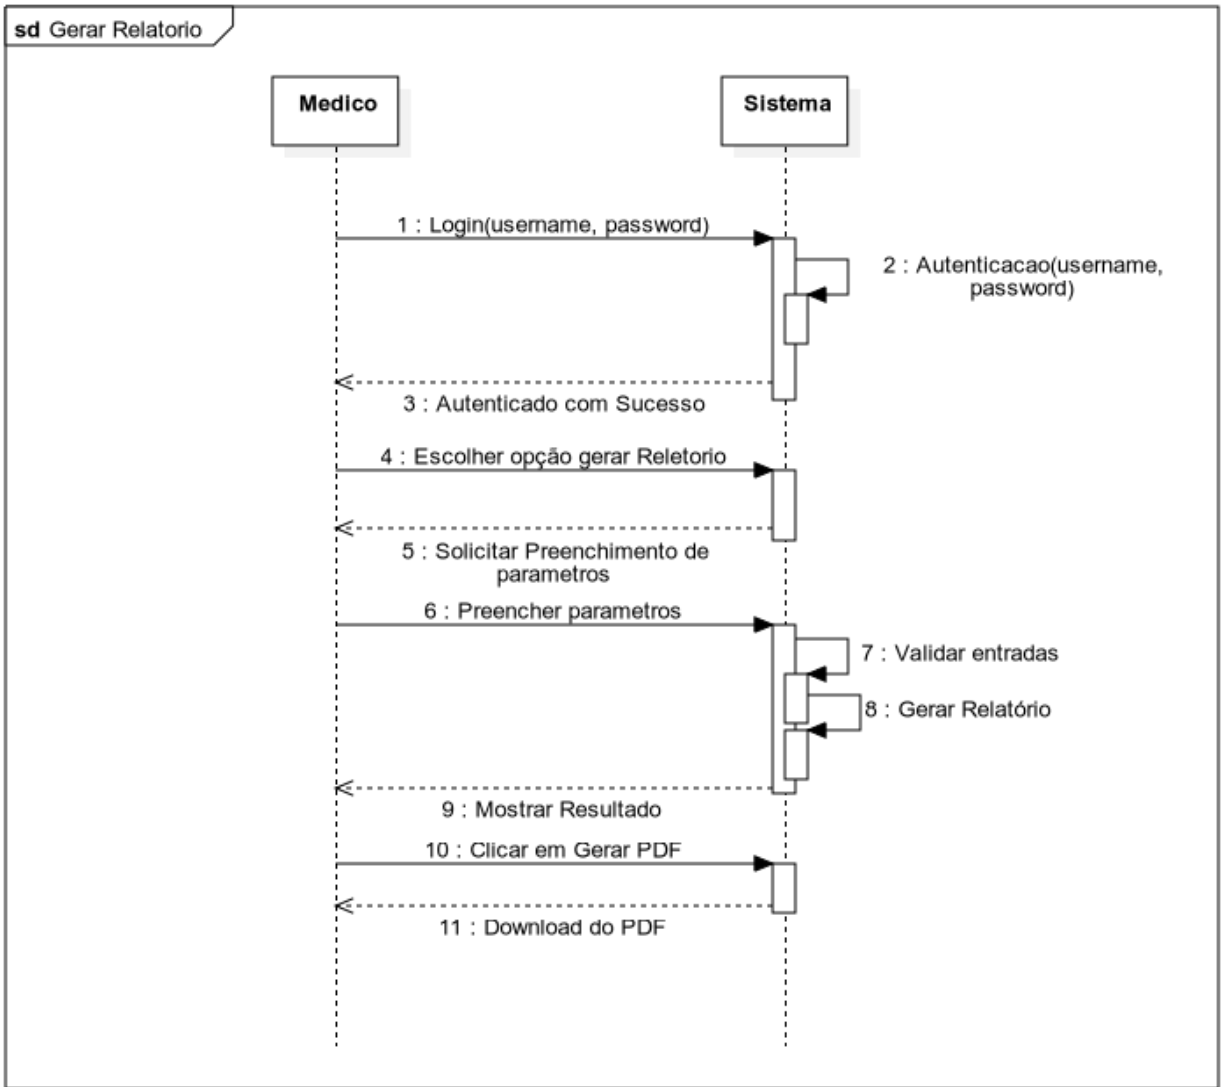 sd Gerar Relatorio
Medico
Sistema
1 : Login(username, password)
2 : Autenticacao(username,
password)
3 : Autenticado com Sucesso
4 : Escolher opção gerar Reletorio
5 : Solicitar Preenchimento de
parametros
6 : Preencher parametros
7 : Validar entradas
8 : Gerar Relatório
9 : Mostrar Resultado
10 : Clicar em Gerar PDF
11 : Download do PDF